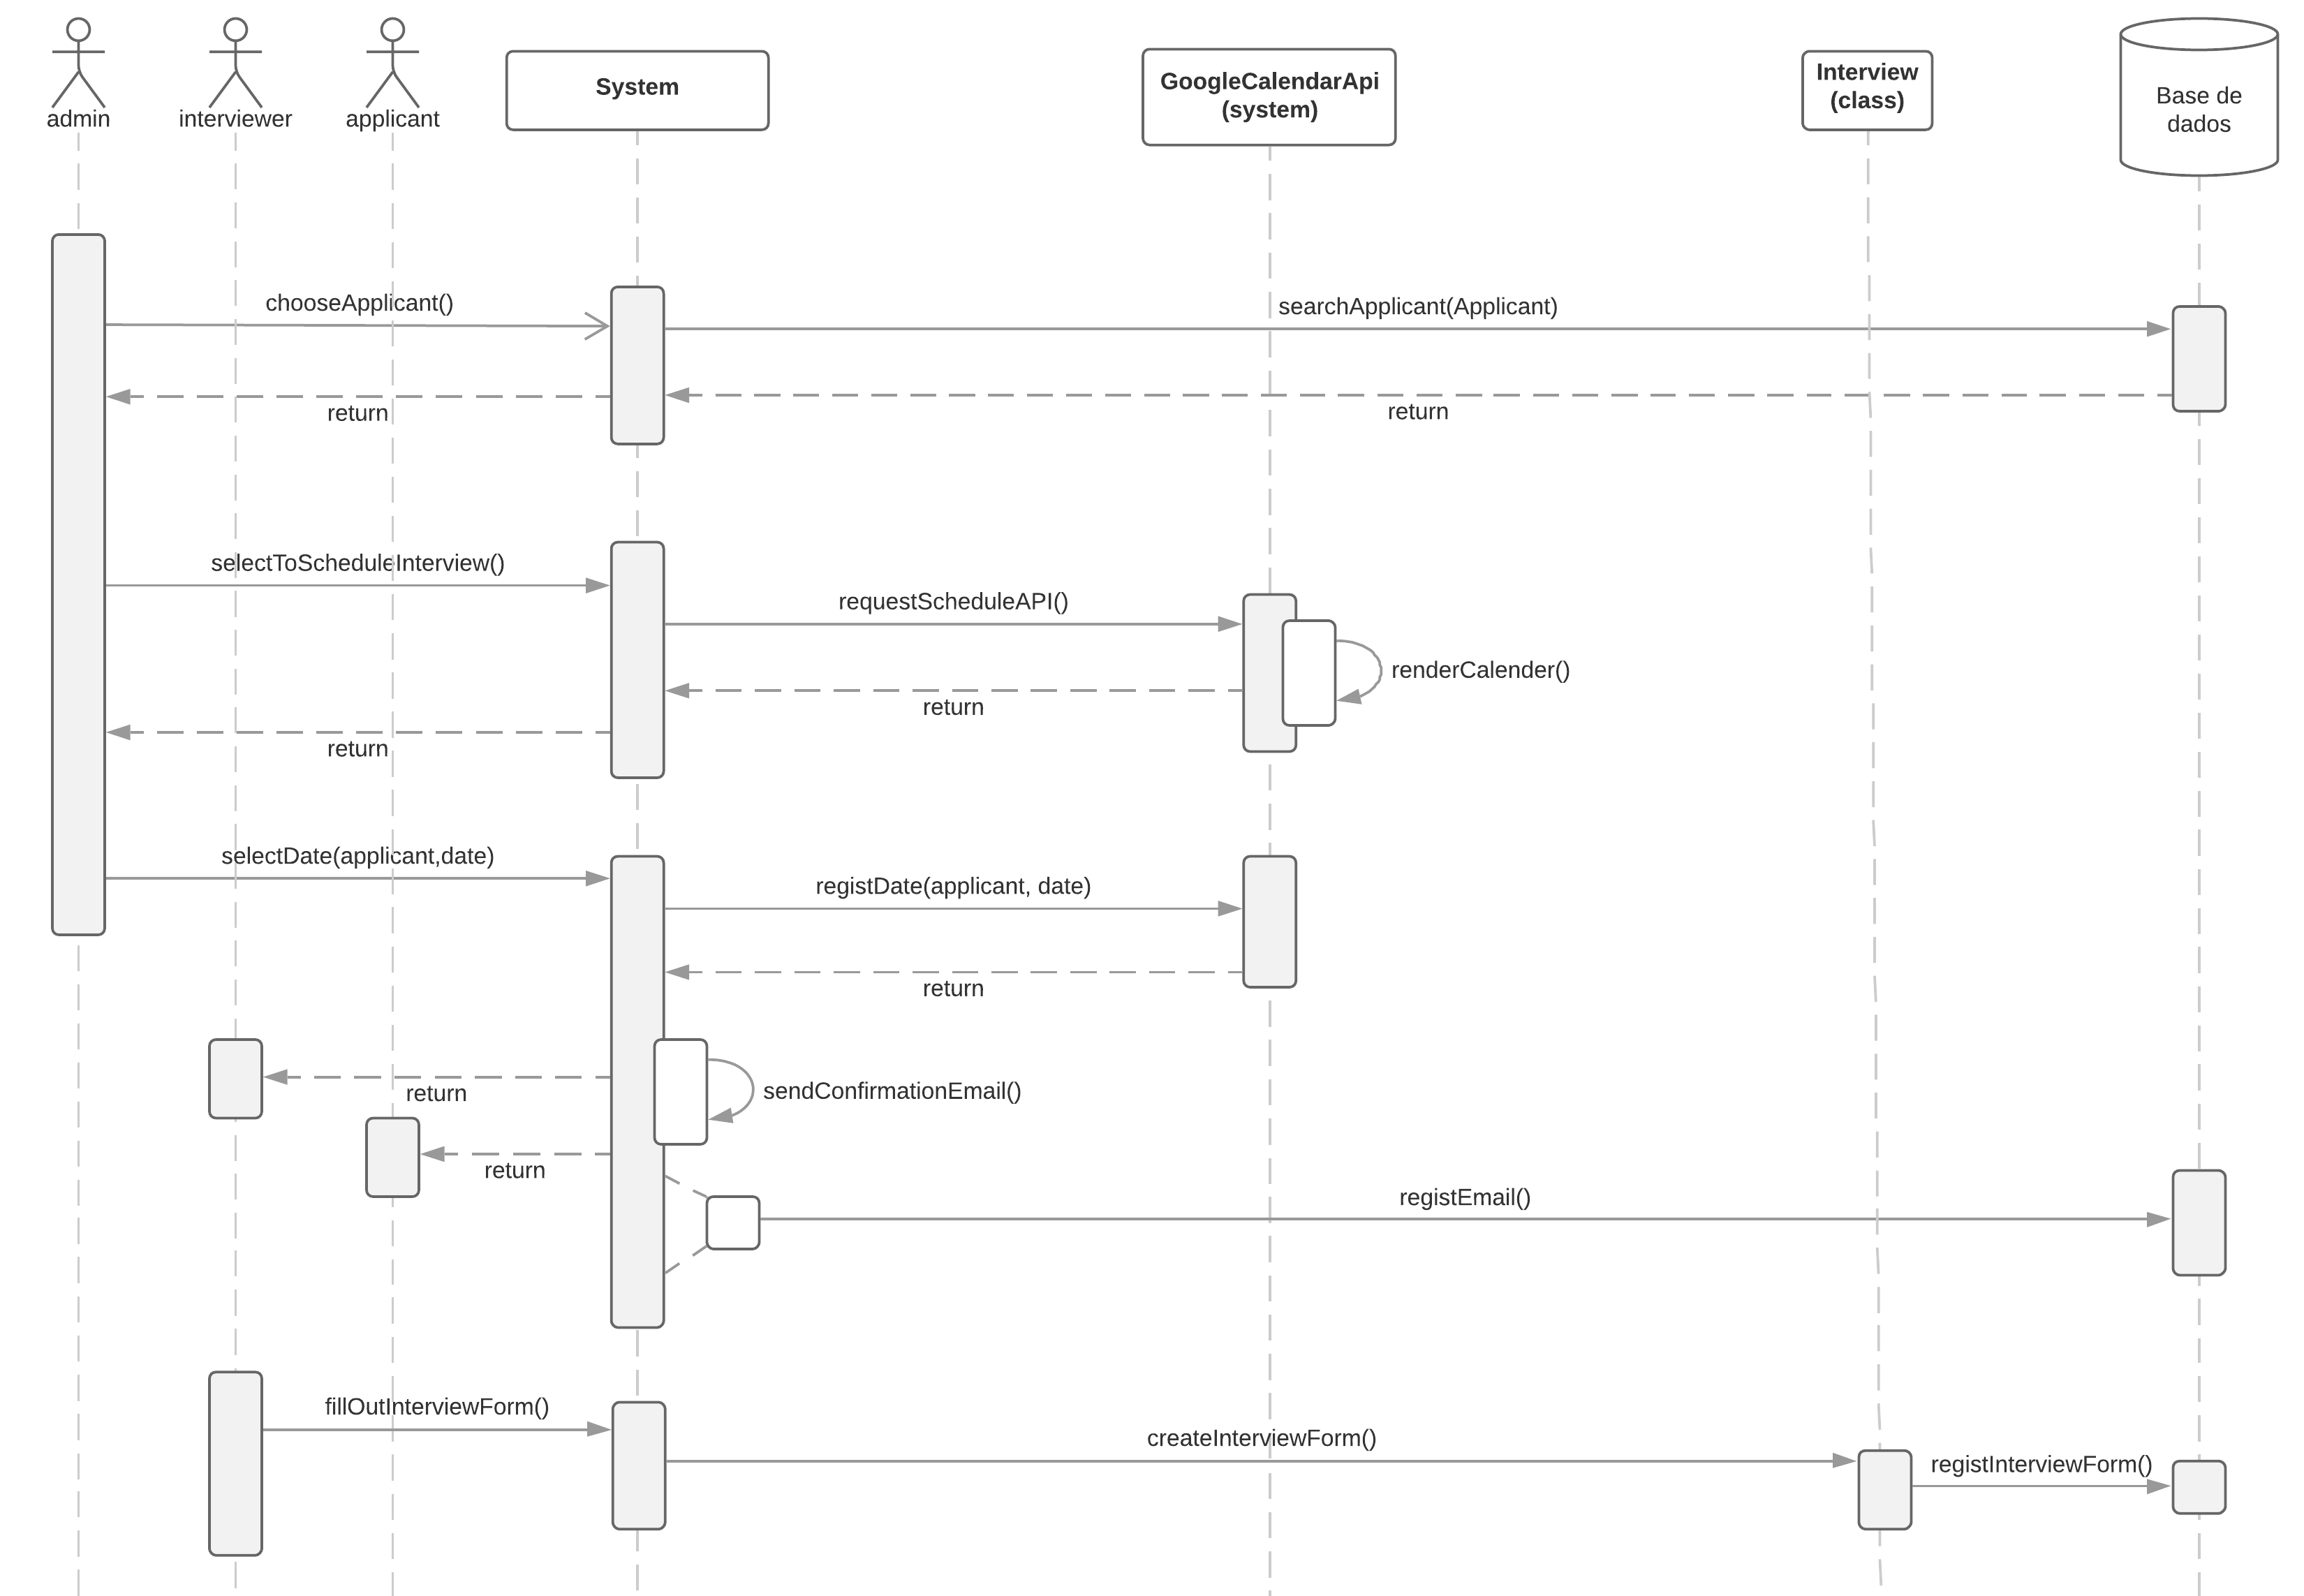 admin
interviewer
applicant
System
GoogleCalendarApi
(system)
Interview
(class)
Base de
dados
chooseApplicant()
searchApplicant(Applicant)
return
return
selectToScheduleInterview()
requestScheduleAPI()
renderCalender()
return
return
selectDate(applicant,date)
registDate(applicant, date)
return
sendConfirmationEmail()
return
return
registEmail()
fillOutInterviewForm()
createInterviewForm()
registInterviewForm()